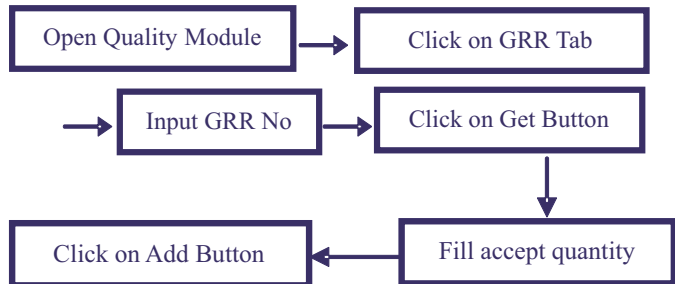 Open Quality Module
Click on GRR Tab
Input GRR No
Click on Get Button
Fill accept quantity
Click on Add Button